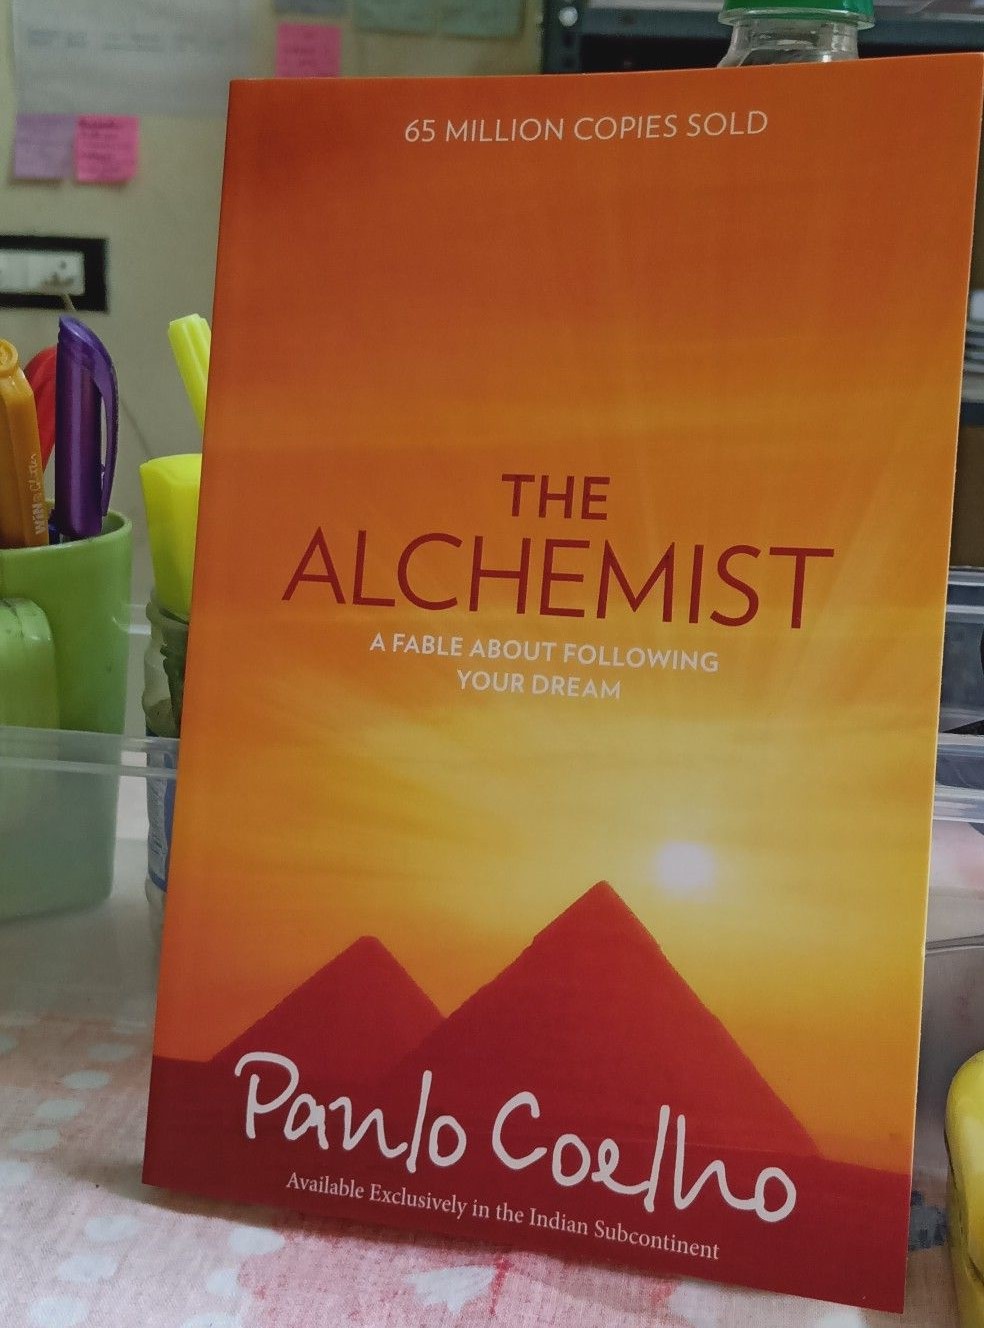 65 MILLION COPIES SOLD
THE
ALCHEMIST
A FABLE ABOUT FOLLOWING
YOUR DREAM
Paulo Coelho
Available Exclusively in the Indian Subcontinent